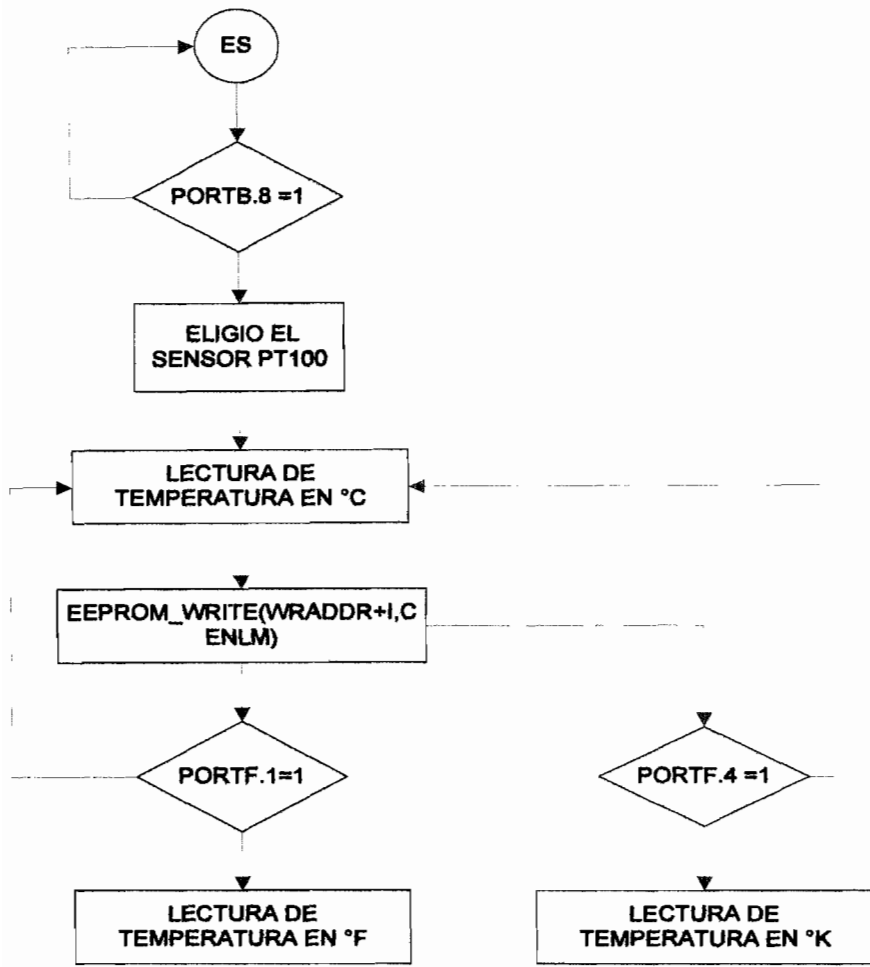 ES
PORTB.8 =1
ELIGIO EL
SENSOR PT100
LECTURA DE
TEMPERATURA EN °C
EEPROM_WRITE(WRADDR+I,C
ENLM)
PORTF.1=1
PORTF.4 =1
LECTURA DE
TEMPERATURA EN °F
LECTURA DE
TEMPERATURA EN °K